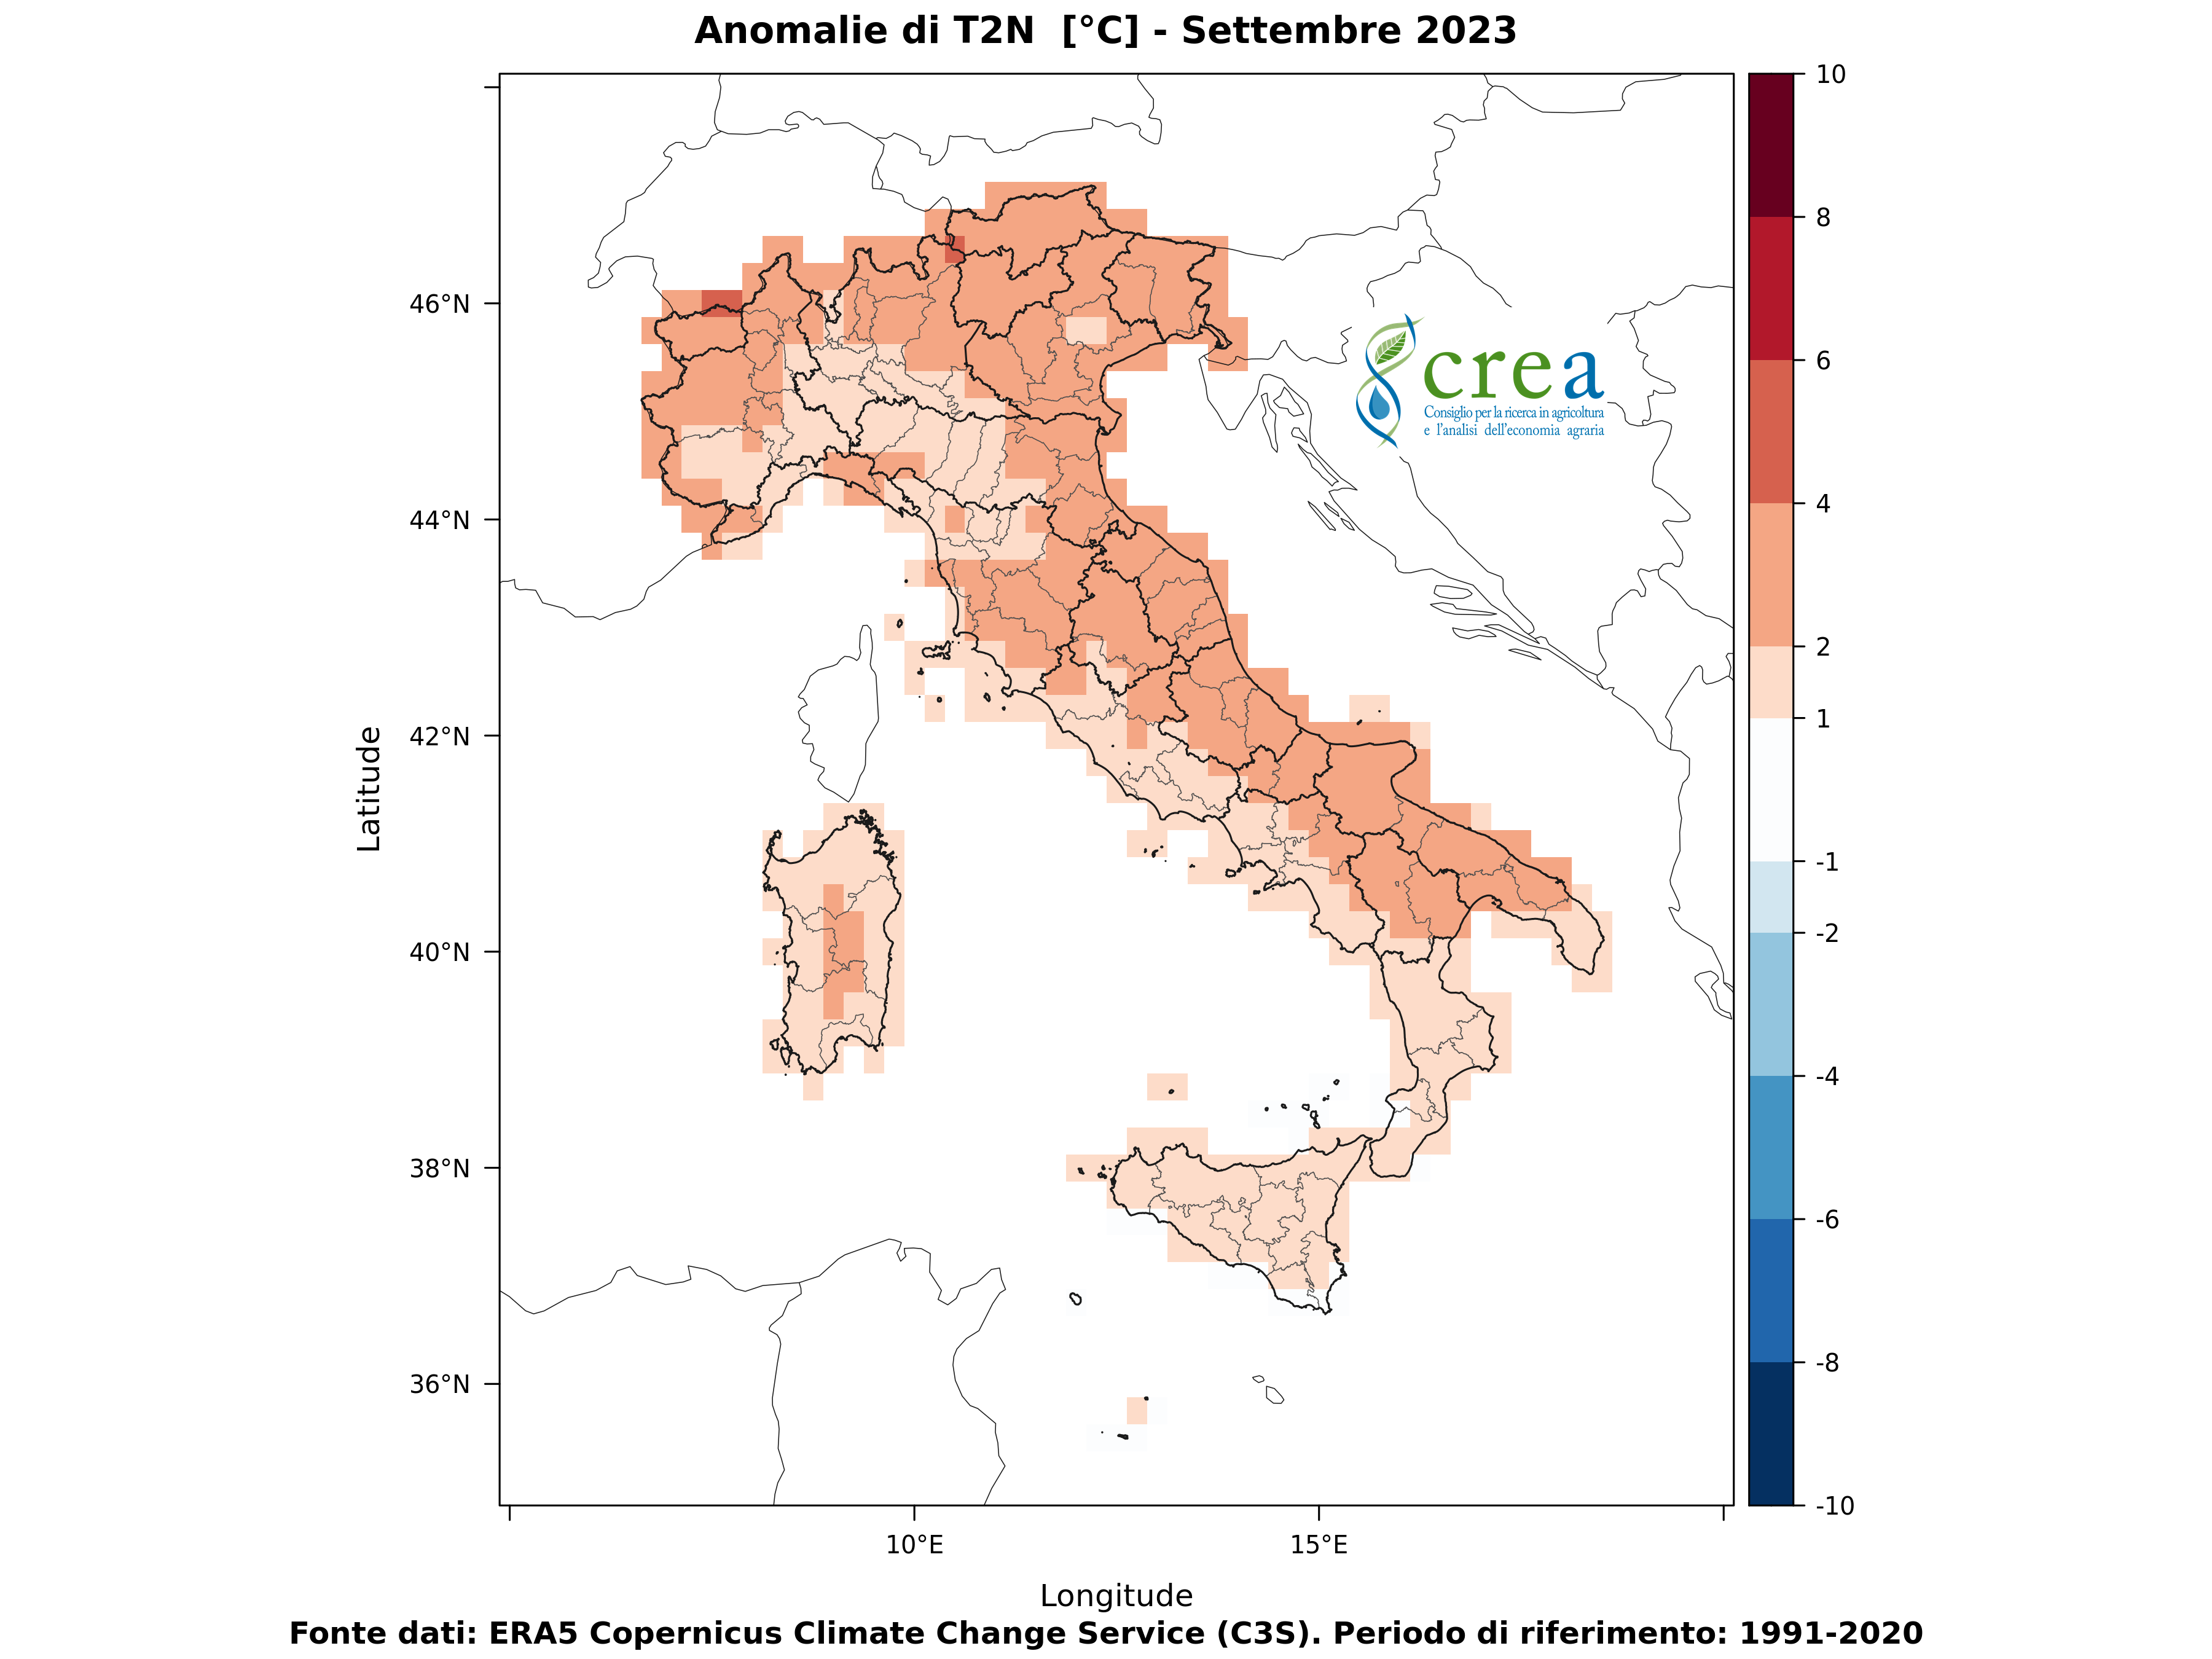 Anomalie di T2N [°C] - Settembre 2023
10
8
6
4
2
1
-1
-2
-4
-6
-8
-10
46°N
44°N
42°N
40°N
38°N
36°N
Latitude
crea
Consiglio per la ricerca in agricoltura
e l'analisi dell'economia agraria
10°E
15°E
Longitude
Fonte dati: ERA5 Copernicus Climate Change Service (C3S). Periodo di riferimento: 1991-2020